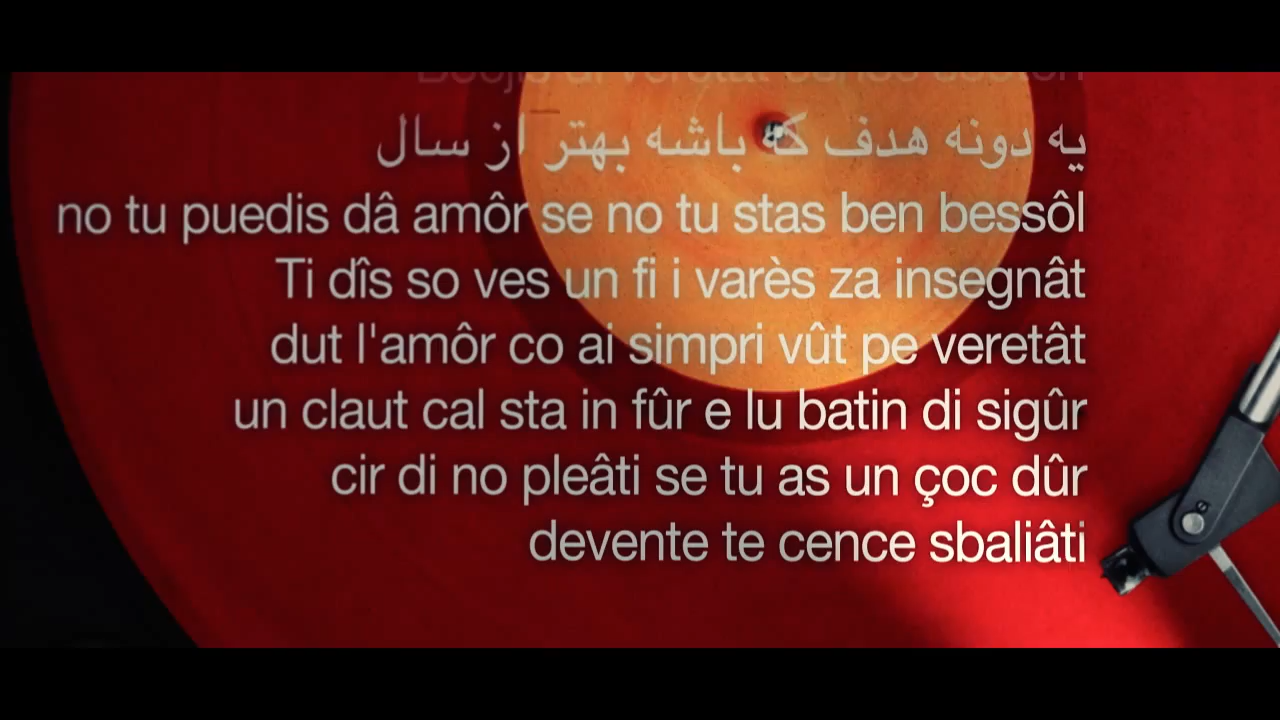 یه دونه هدف که باشه بهتر از سال
no tu puedis dâ amôr se no tu stas ben bessôl
Ti dîs so ves un fi i varès za insegnât
dut l'amôr co ai simpri vût pe veretât
un claut cal sta in fûr e lu batin di sigûr
cir di no pleâti se tu as un çoc dûr
devente te cence sbaliâti